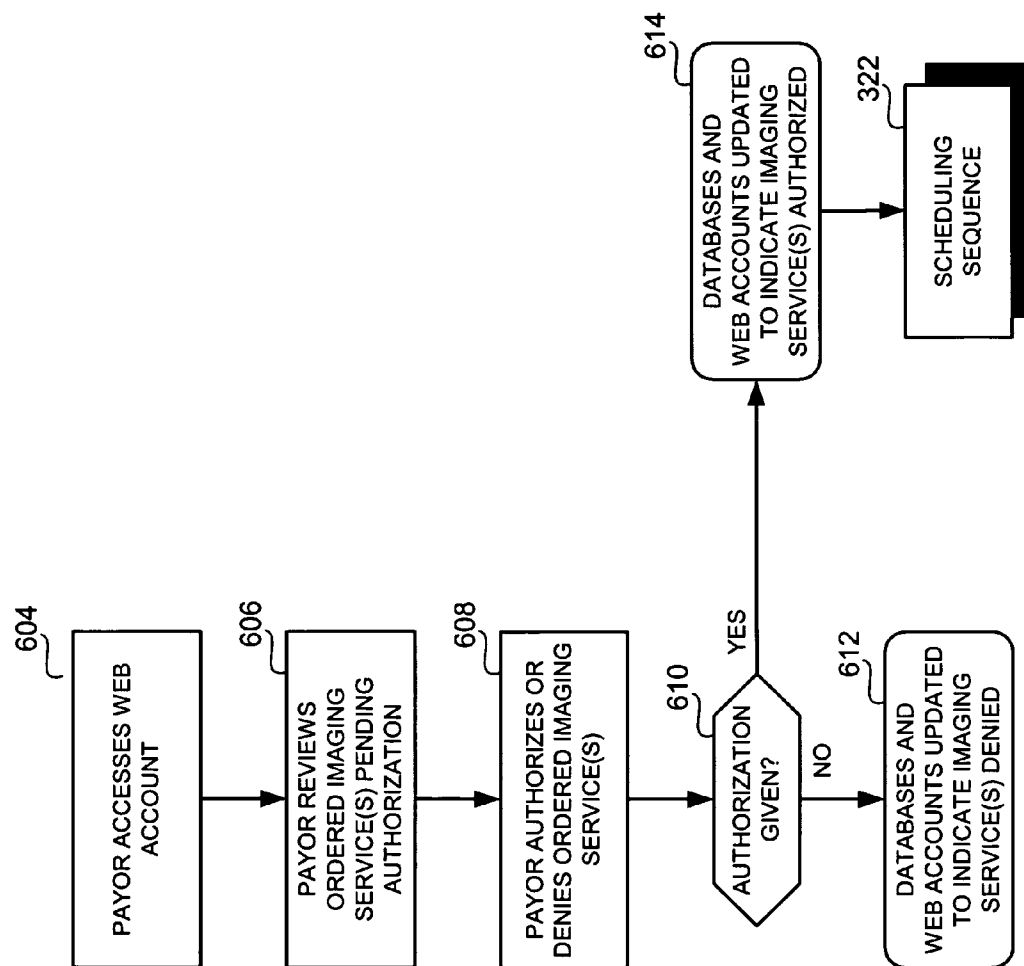 604
PAYOR ACCESSES WEB
ACCOUNT
606
PAYOR REVIEWS
ORDERED IMAGING
SERVICE(S) PENDING
AUTHORIZATION
608
PAYOR AUTHORIZES OR
DENIES ORDERED IMAGING
SERVICE(S)
610
AUTHORIZATION
GIVEN?
YES
NO
612
DATABASES AND
WEB ACCOUNTS UPDATED
TO INDICATE IMAGING
SERVICE(S) DENIED
614
DATABASES AND
WEB ACCOUNTS UPDATED
TO INDICATE IMAGING
SERVICE(S) AUTHORIZED
322
SCHEDULING
SEQUENCE